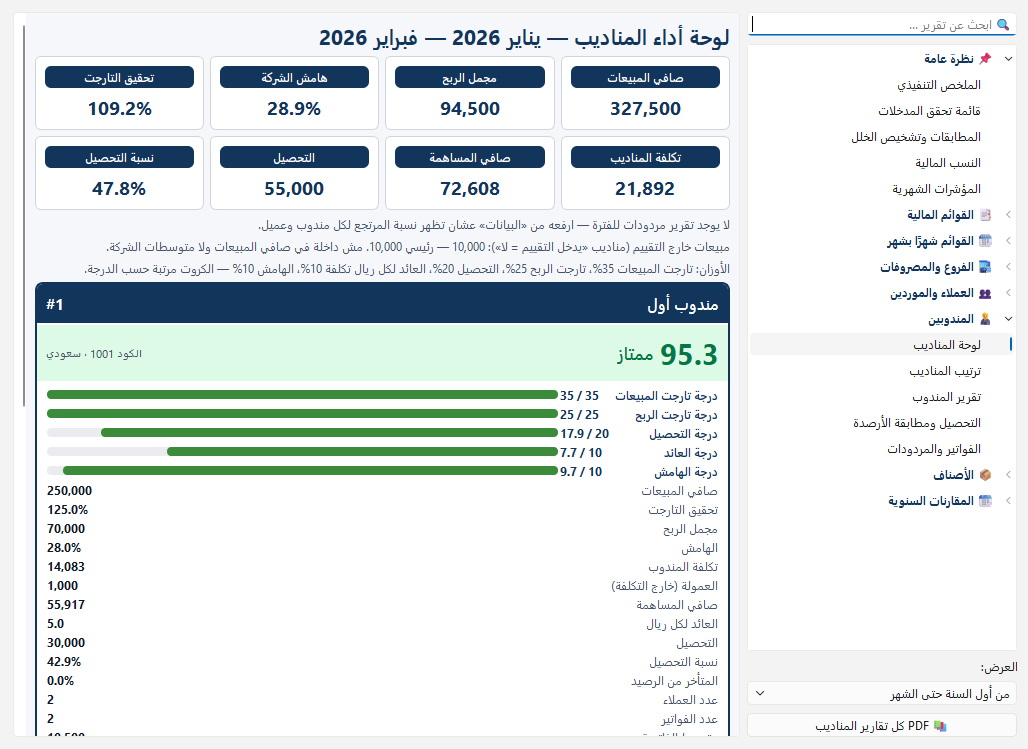 ابحث عن تقرير ...
نظرة عامة
الملخص التنفيذي
قائمة تحقق المدخلات
المطابقات وتشخيص الخلل
النسب المالية
المؤشرات الشهرية
القوائم المالية
القوائم شهرًا بشهر
الفروع والمصروفات
العملاء والموردين
المندوبين
لوحة المناديب
ترتيب المناديب
تقرير المندوب
التحصيل ومطابقة الأرصدة
الفواتير والمردودات
الأصناف
المقارنات السنوية
العرض:
من أول السنة حتى الشهر
PDF كل تقارير المناديب
لوحة أداء المناديب — يناير 2026 — فبراير 2026
صافي المبيعات
327,500
مجمل الربح
94,500
هامش الشركة
28.9%
تحقيق التارجت
109.2%
تكلفة المناديب
21,892
صافي المساهمة
72,608
التحصيل
55,000
نسبة التحصيل
47.8%
لا يوجد تقرير مردودات للفترة — ارفعه من «البيانات» عشان تظهر نسبة المرتجع لكل مندوب وعميل.
مبيعات خارج التقييم (مناديب «يدخل التقييم = لا»): 10,000 — رئيسي 10,000. مش داخلة في صافي المبيعات ولا متوسطات الشركة.
الأوزان: تارجت المبيعات 35%، تارجت الربح 25%، التحصيل 20%، العائد لكل ريال تكلفة 10%، الهامش 10% — الكروت مرتبة حسب الدرجة.
مندوب أول #1
95.3 ممتاز الكود 1001 · سعودي
درجة تارجت المبيعات 35 / 35
درجة تارجت الربح 25 / 25
درجة التحصيل 17.9 / 20
درجة العائد 7.7 / 10
درجة الهامش 9.7 / 10
صافي المبيعات 250,000
تحقيق التارجت 125.0%
مجمل الربح 70,000
الهامش 28.0%
تكلفة المندوب 14,083
العمولة (خارج التكلفة) 1,000
صافي المساهمة 55,917
العائد لكل ريال 5.0
التحصيل 30,000
نسبة التحصيل 42.9%
المتأخر من الرصيد 0.0%
عدد العملاء 2
عدد الفواتير 2